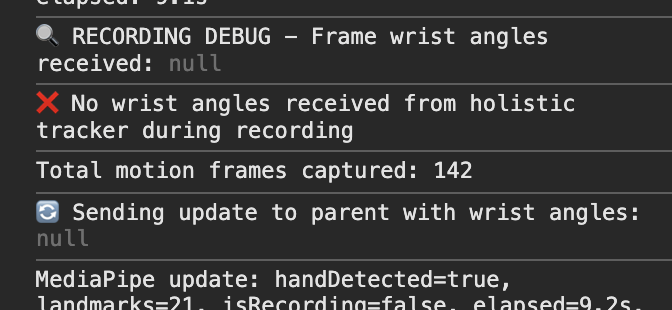 elapsed: 9.1s
🔍 RECORDING DEBUG - Frame wrist angles
received: null
❌ No wrist angles received from holistic
tracker during recording
Total motion frames captured: 142
🔄 Sending update to parent with wrist angles:
null
MediaPipe update: handDetected=true,
landmarks=21, isRecording=false, elapsed=9.2s,